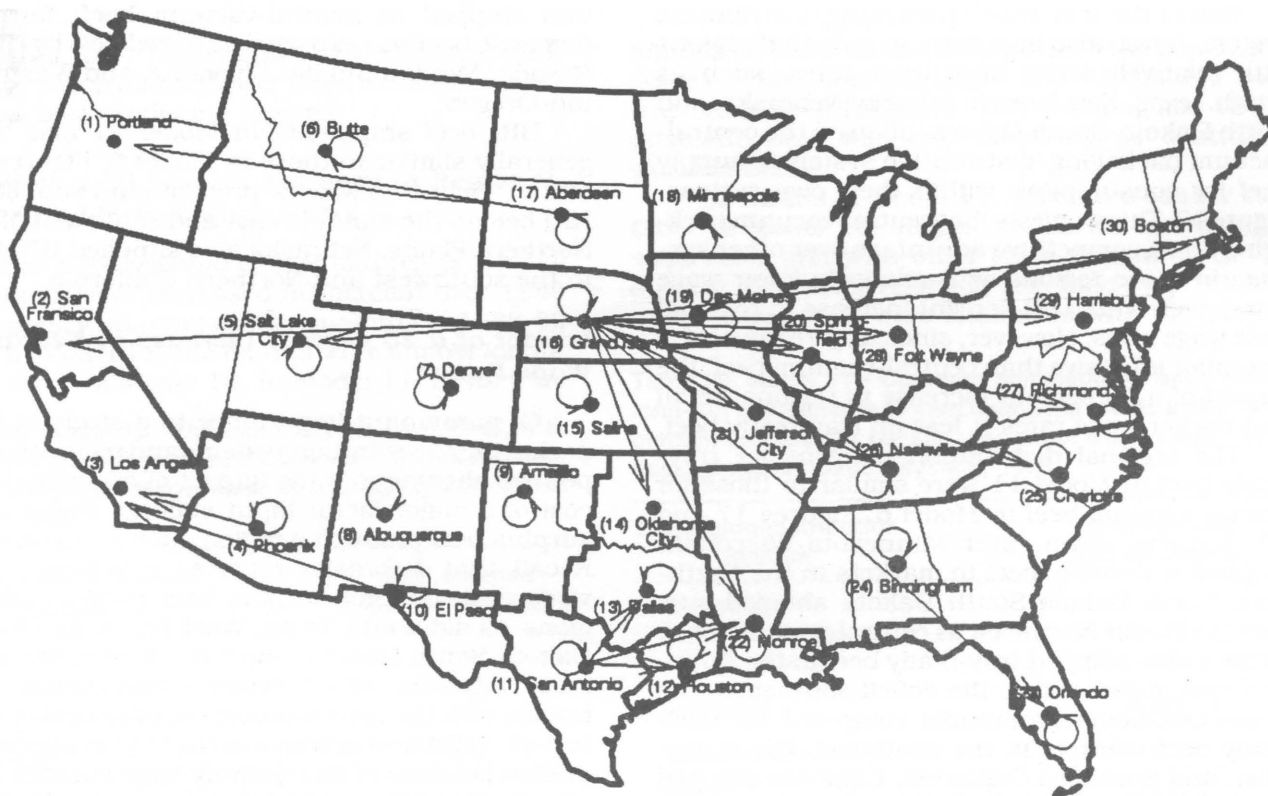 (1) Portland
(6) Butte
(17) Aberdeen
(18) Minneapolis
(30) Boston
(2) San
Fransico
(5) Salt Lake
City
(19) Des Moines
(29) Harrisburg
(20) Spring
field
(16) Grand Island
(28) Fort Wayne
(7) Denver
(27) Richmond
(15) Salina
(21) Jefferson
City
(26) Nashville
(3) Los Angeles
(9) Amarillo
(25) Charlotte
(4) Phoenix
(8) Albuquerque
(14) Oklahoma
City
(24) Birming
(10) El Paso
(13) Dallas
(22) Monroe
(11) San Antonio
(12) Houston
Orlando